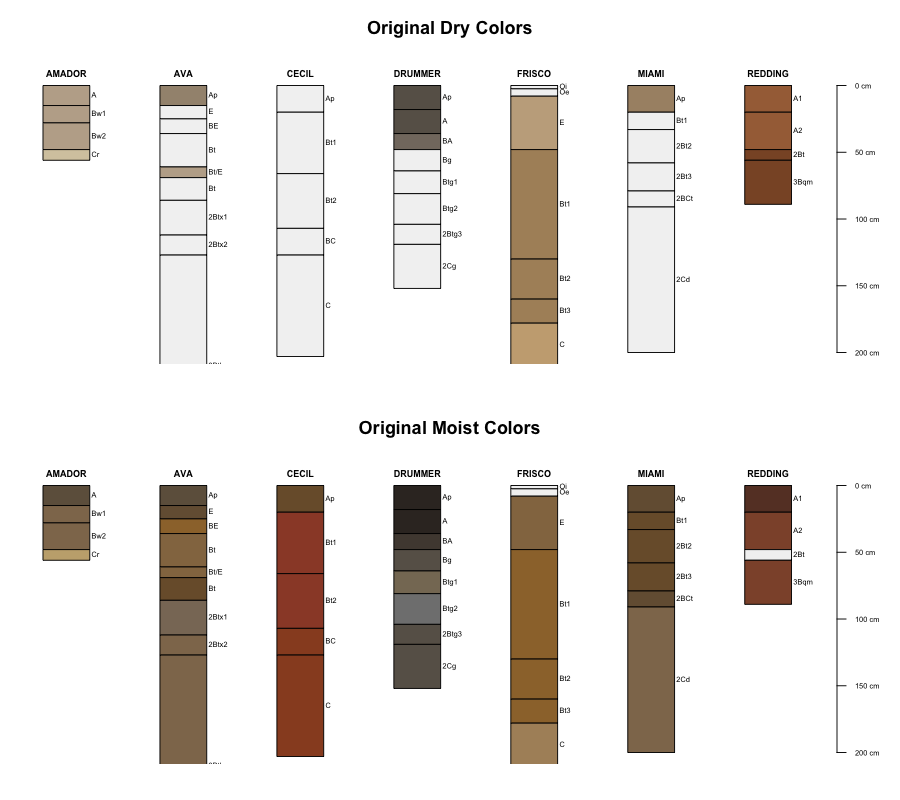 Original Dry Colors
AMADOR AVA CECIL DRUMMER FRISCO MIAMI REDDING
A
Bw1
Bw2
Cr
Ap
E
BE
Bt
Bt/E
Bt
2Btx1
2Btx2
Ap
Bt1
Bt2
BC
C
Ap
A
BA
Bg
Btg1
Btg2
2Btg3
2Cg
Oi
Oe
E
Bt1
Bt2
Bt3
C
Ap
Bt1
2Bt2
2Bt3
2BCt
2Cd
A1
A2
2Bt
3Bqm
0 cm
50 cm
100 cm
150 cm
200 cm
Original Moist Colors
AMADOR AVA CECIL DRUMMER FRISCO MIAMI REDDING
A
Bw1
Bw2
Cr
Ap
E
BE
Bt
Bt/E
Bt
2Btx1
2Btx2
Ap
Bt1
Bt2
BC
C
Ap
A
BA
Bg
Btg1
Btg2
2Btg3
2Cg
Oi
Oe
E
Bt1
Bt2
Bt3
C
Ap
Bt1
2Bt2
2Bt3
2BCt
2Cd
A1
A2
2Bt
3Bqm
0 cm
50 cm
100 cm
150 cm
200 cm